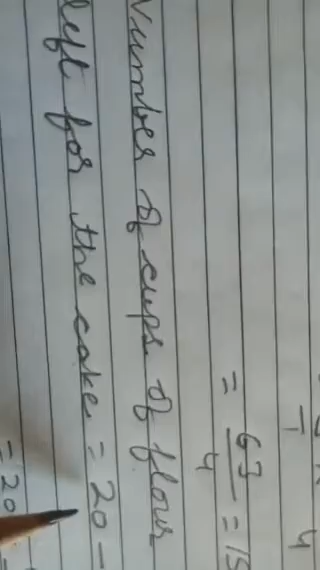 = 63/4 = 15
Number of cups of flour
left for the cake = 20 -
= 20